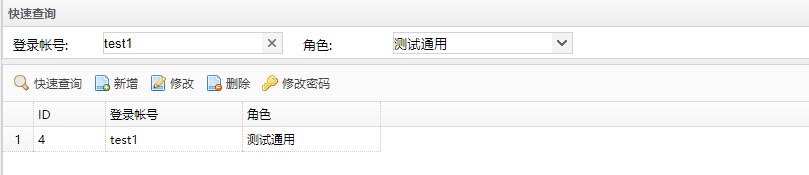 快速查询
登录帐号: test1 角色: 测试通用
快速查询 新增 修改 删除 修改密码
ID 登录帐号 角色
1 4 test1 测试通用